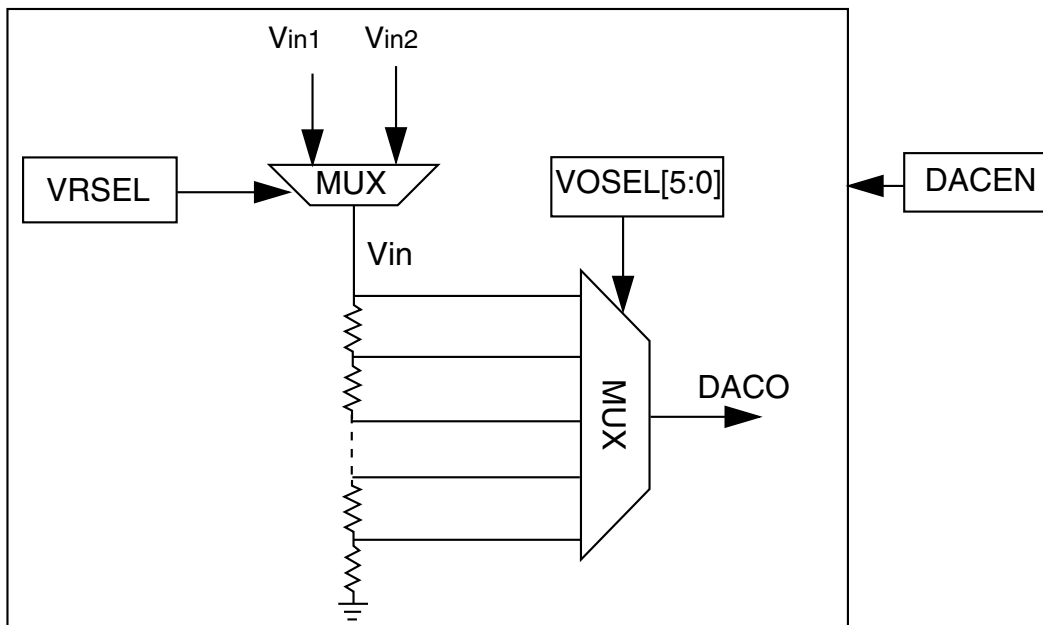 Vin1
Vin2
VRSEL
MUX
VOSEL[5:0]
DACEN
Vin
MUX
DACO